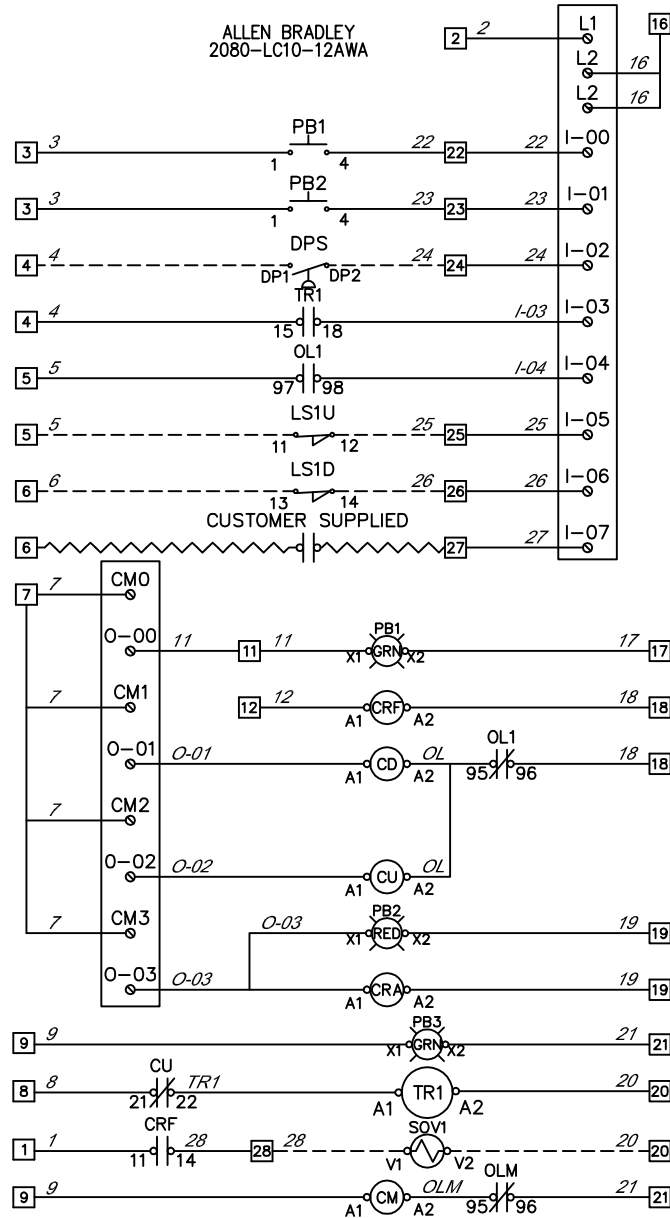 ALLEN BRADLEY
2080-LC10-12AWA
2 2 L1 16
L2 16
L2 16
PB1
3 3 1 4 22 22 22 I-00
PB2
3 3 1 4 23 23 23 I-01
DPS
4 4 DP1 DP2 24 24 24 I-02
TR1
4 4 15 18 I-03 I-03
OL1
5 5 97 98 I-04 I-04
LS1U
5 5 11 12 25 25 25 I-05
LS1D
6 6 13 14 26 26 26 I-06
CUSTOMER SUPPLIED
6 27 27 I-07
7 7 CM0
O-00 11 11 11 X1 PB1 GRN X2 17 17
7 CM1 12 12 A1 CRF A2 18 18
O-01 O-01 A1 CD A2 OL OL1 95 96 18 18
7 CM2
O-02 O-02 A1 CU A2 OL
7 CM3 O-03 X1 PB2 RED X2 19 19
O-03 O-03 A1 CRA A2 19 19
9 9 X1 PB3 GRN X2 21 21
8 8 CU 21 22 TR1 A1 TR1 A2 20 20
1 1 CRF 11 14 28 28 28 V1 SOV1 V2 20 20
9 9 A1 CM A2 OLM OLM 95 96 21 21